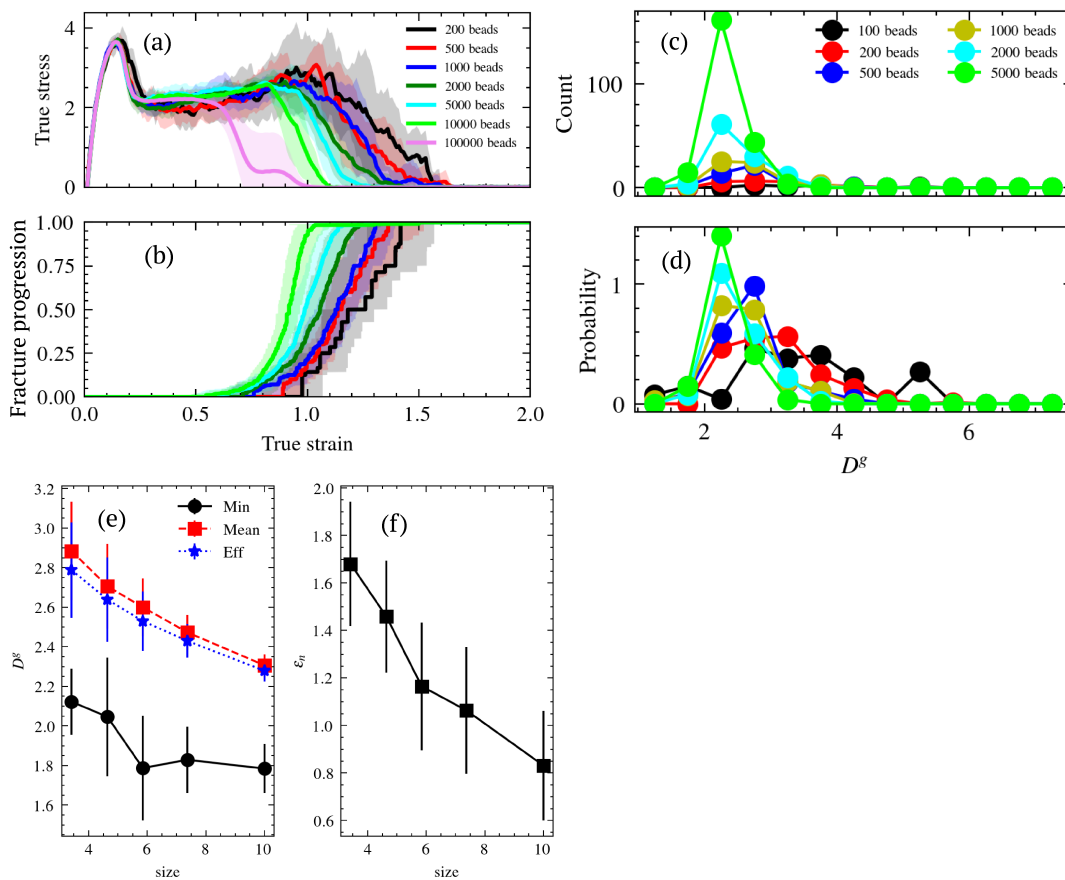 (a)
True stress
4
2
0
200 beads
500 beads
1000 beads
2000 beads
5000 beads
10000 beads
100000 beads
(b)
Fracture progression
1.00
0.75
0.50
0.25
0.00
0.0 0.5 1.0 1.5 2.0
True strain
(c)
Count
100
0
100 beads
200 beads
500 beads
1000 beads
2000 beads
5000 beads
(d)
Probability
1
0
2 4 6
D^g
(e)
D^g
3.2
3.0
2.8
2.6
2.4
2.2
2.0
1.8
1.6
Min
Mean
Eff
4 6 8 10
size
(f)
ε_n
2.0
1.8
1.6
1.4
1.2
1.0
0.8
0.6
4 6 8 10
size